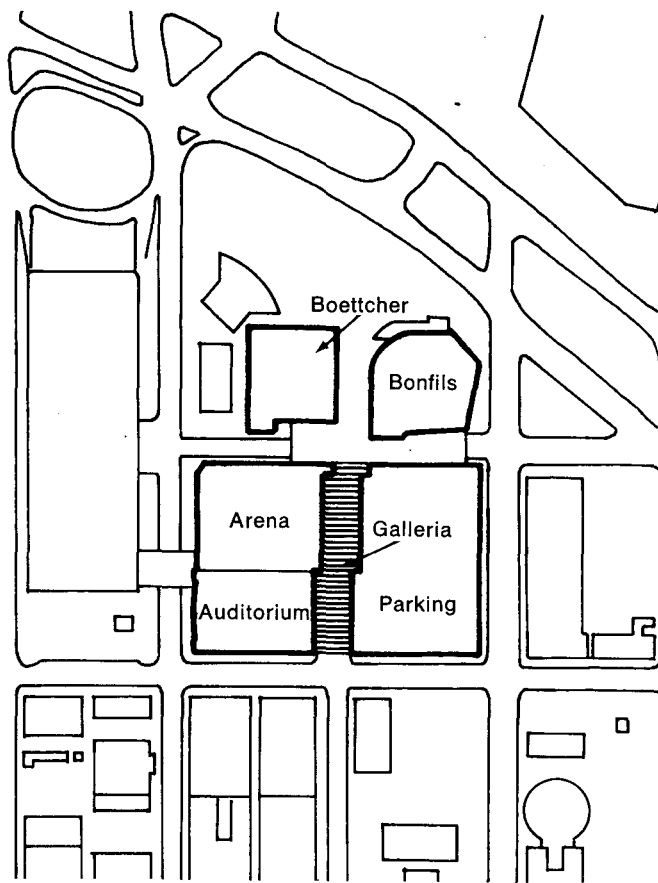 Boettcher
Bonfils
Arena
Galleria
Auditorium
Parking